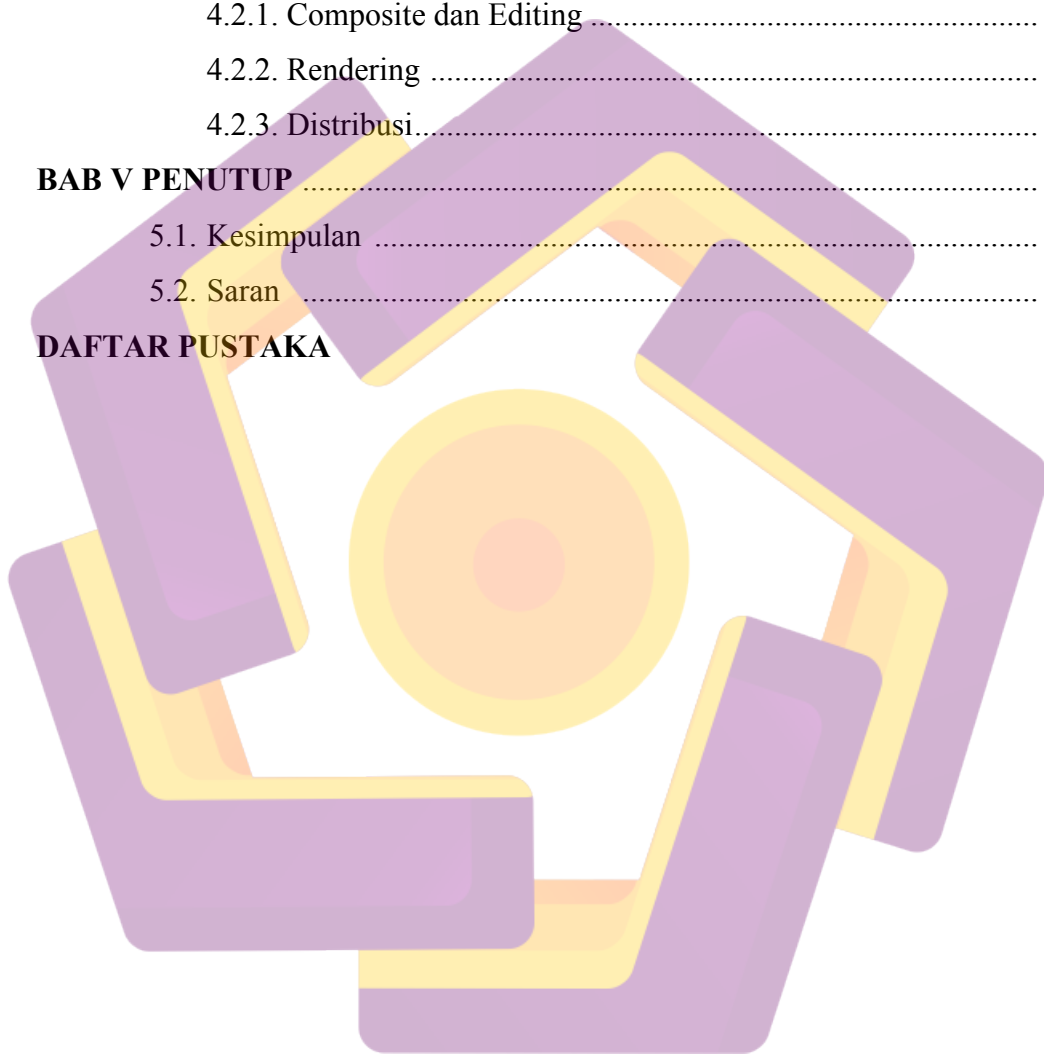 4.2.1. Composite dan Editing ........................................................
4.2.2. Rendering .............................................................................
4.2.3. Distribusi...............................................................................
BAB V PENUTUP .............................................................................................
5.1. Kesimpulan ....................................................................................
5.2. Saran .............................................................................................
DAFTAR PUSTAKA